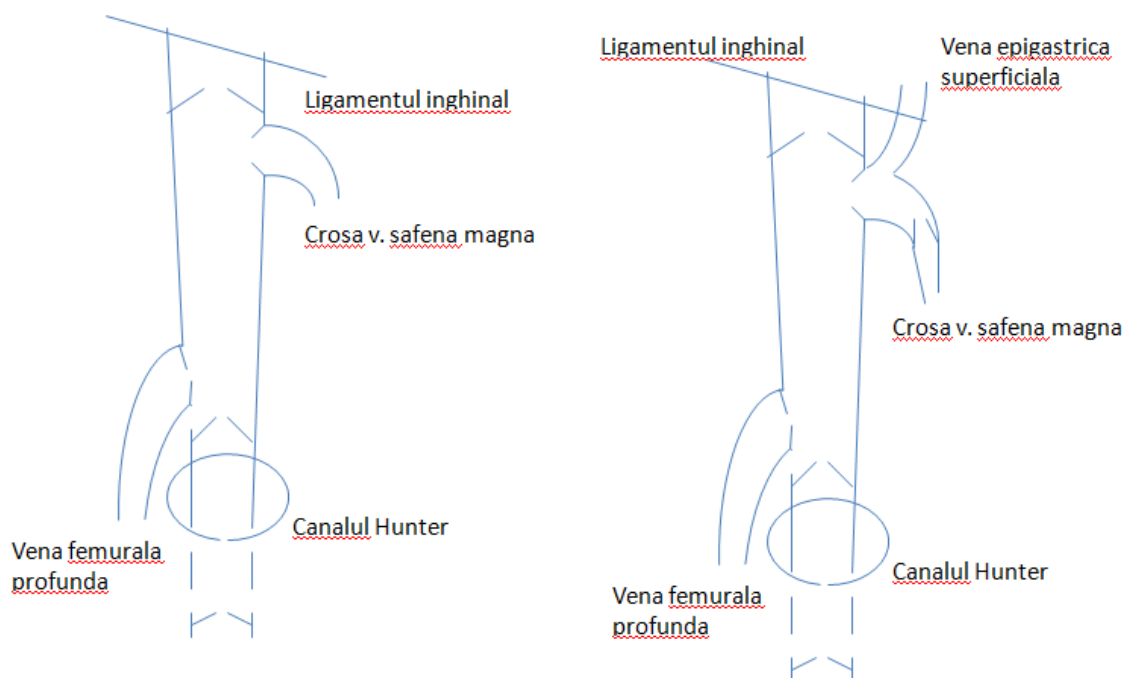 Ligamentul inghinal
Crosa v. safena magna
Canalul Hunter
Vena femurala
profunda
Ligamentul inghinal
Vena epigastrica
superficiala
Crosa v. safena magna
Canalul Hunter
Vena femurala
profunda